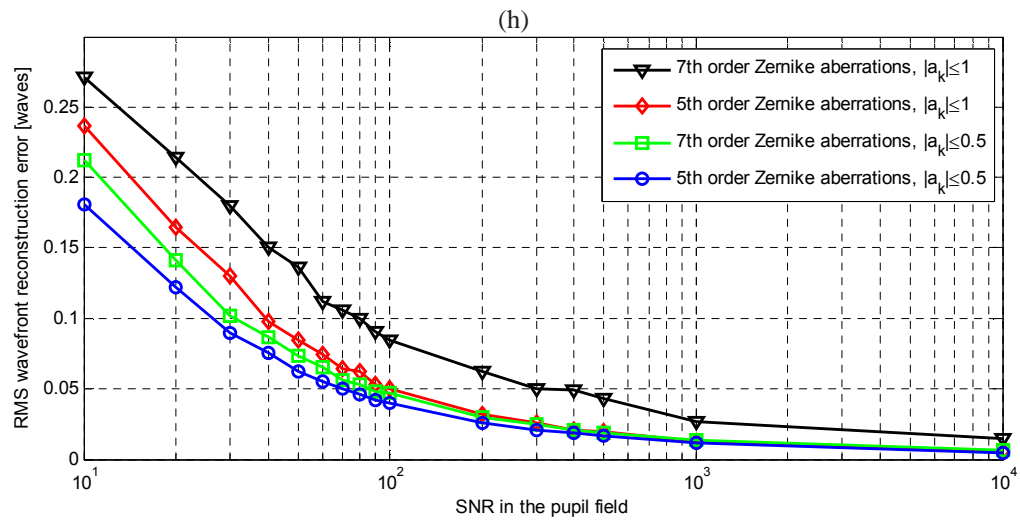 (h)
7th order Zernike aberrations, |a_k|≤1
5th order Zernike aberrations, |a_k|≤1
7th order Zernike aberrations, |a_k|≤0.5
5th order Zernike aberrations, |a_k|≤0.5
RMS wavefront reconstruction error [waves]
0.25
0.2
0.15
0.1
0.05
0
10^1
10^2
10^3
10^4
SNR in the pupil field